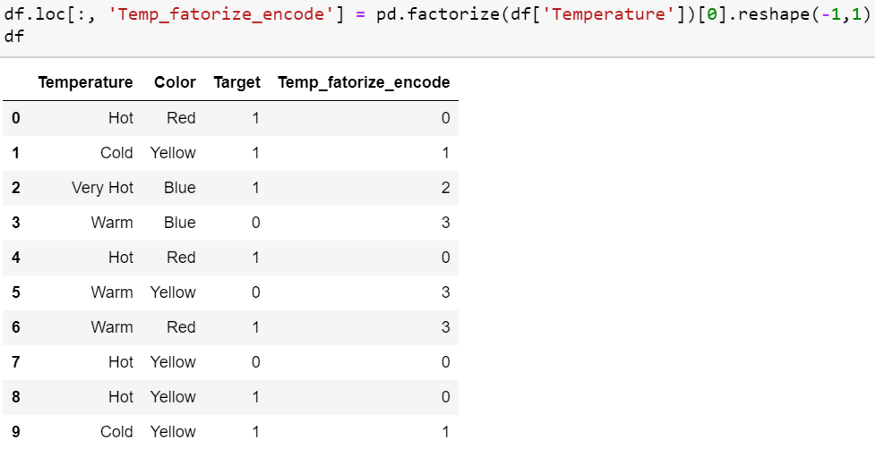 df.loc[:, 'Temp_fatorize_encode'] = pd.factorize(df['Temperature'])[0].reshape(-1,1)
df
Temperature Color Target Temp_fatorize_encode
0 Hot Red 1 0
1 Cold Yellow 1 1
2 Very Hot Blue 1 2
3 Warm Blue 0 3
4 Hot Red 1 0
5 Warm Yellow 0 3
6 Warm Red 1 3
7 Hot Yellow 0 0
8 Hot Yellow 1 0
9 Cold Yellow 1 1